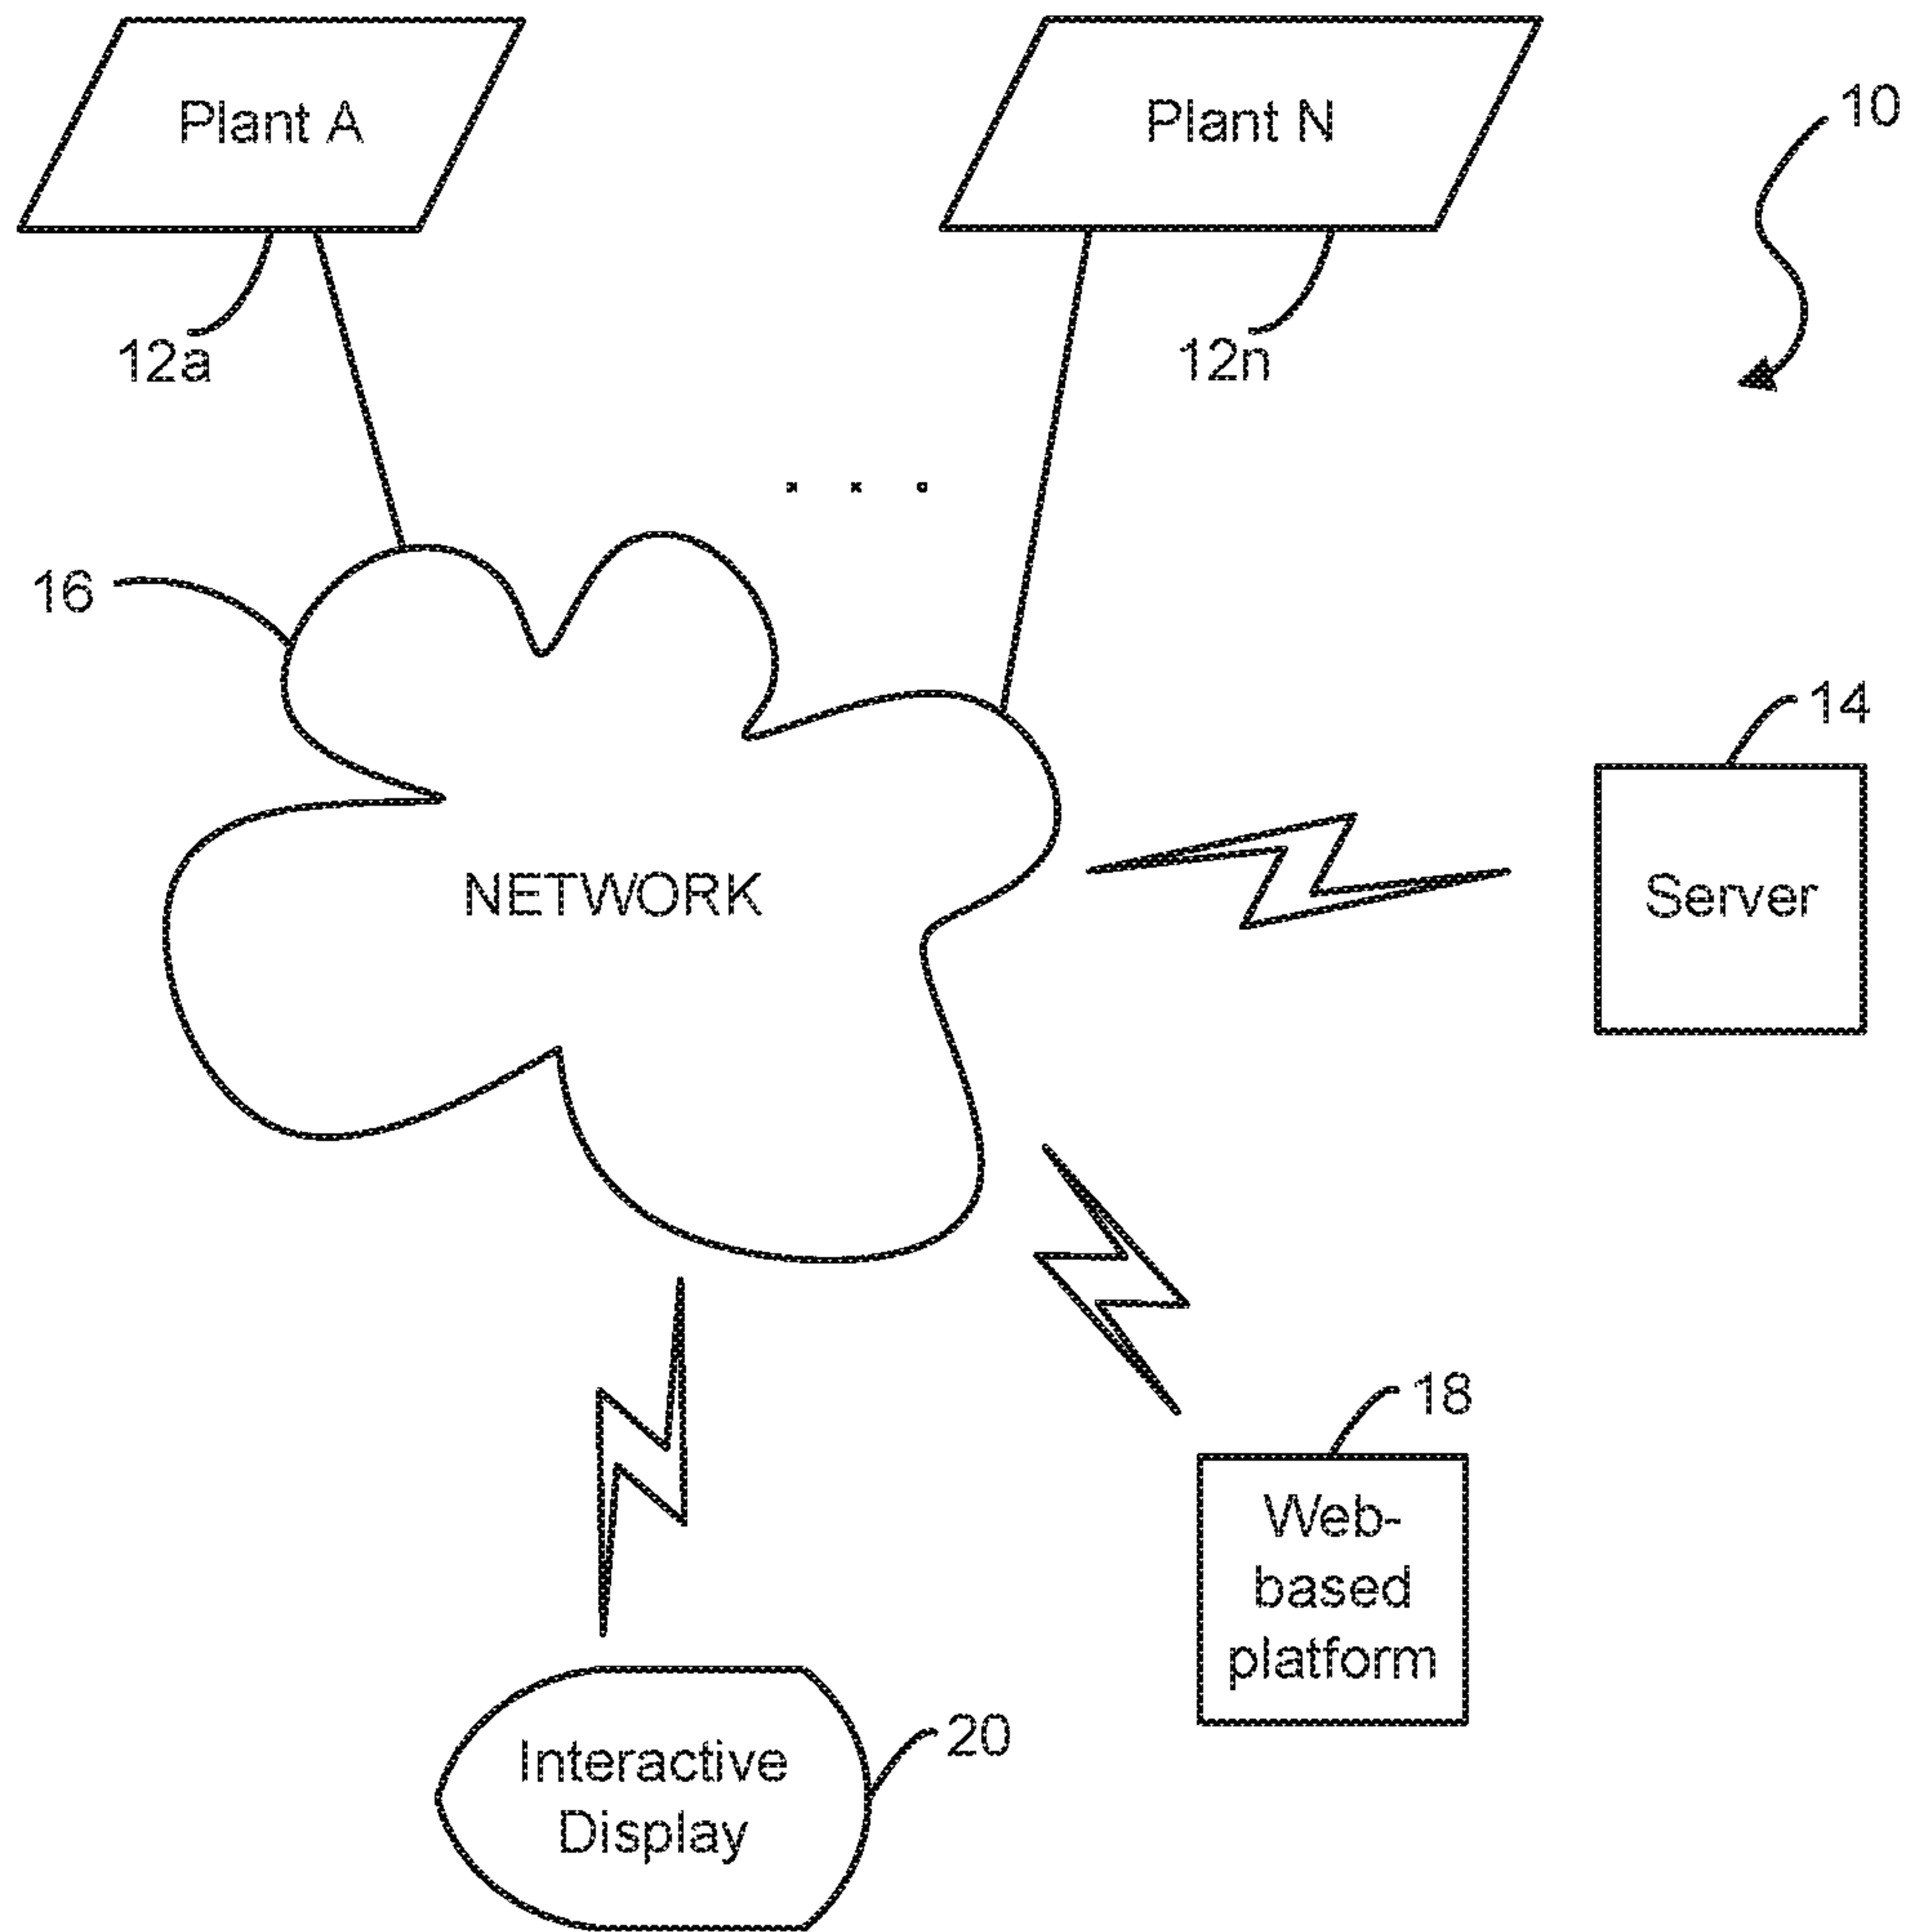 Plant A
Plant N
10
12a
12n
. . .
16
14
NETWORK
Server
18
Web-
based
platform
20
Interactive
Display